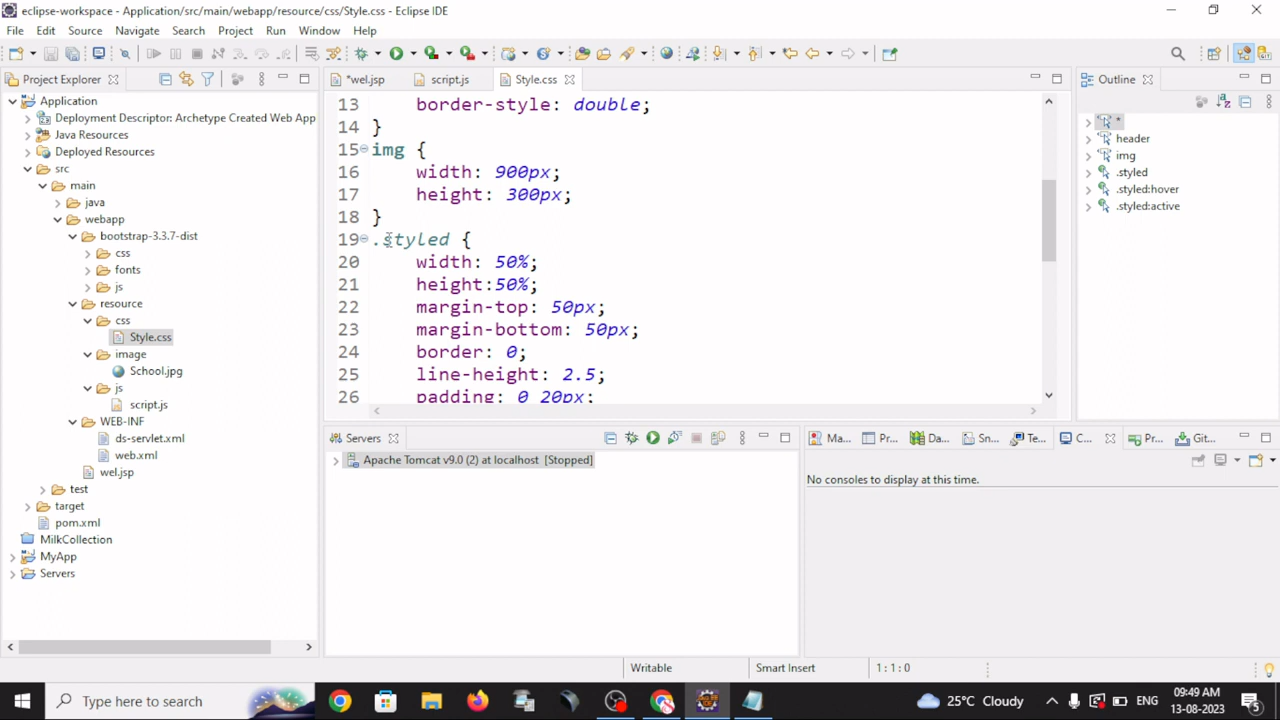 eclipse-workspace - Application/src/main/webapp/resource/css/Style.css - Eclipse IDE
File Edit Source Navigate Search Project Run Window Help
Project Explorer
*wel.jsp
script.js
Style.css
Outline
Application
Deployment Descriptor: Archetype Created Web App
Java Resources
Deployed Resources
src
main
java
webapp
bootstrap-3.3.7-dist
css
fonts
js
resource
css
Style.css
image
School.jpg
js
script.js
WEB-INF
ds-servlet.xml
web.xml
wel.jsp
test
target
pom.xml
MilkCollection
MyApp
Servers
13 border-style: double;
14 }
15 img {
16 width: 900px;
17 height: 300px;
18 }
19 .styled {
20 width: 50%;
21 height:50%;
22 margin-top: 50px;
23 margin-bottom: 50px;
24 border: 0;
25 line-height: 2.5;
26 padding: 0 20px;
*
header
img
.styled
.styled:hover
.styled:active
Servers
Apache Tomcat v9.0 (2) at localhost [Stopped]
Ma...
Pr...
Da...
Sn...
Te...
C...
Pr...
Git...
No consoles to display at this time.
Writable
Smart Insert
1 : 1 : 0
Type here to search
25°C Cloudy
ENG
09:49 AM
13-08-2023
5